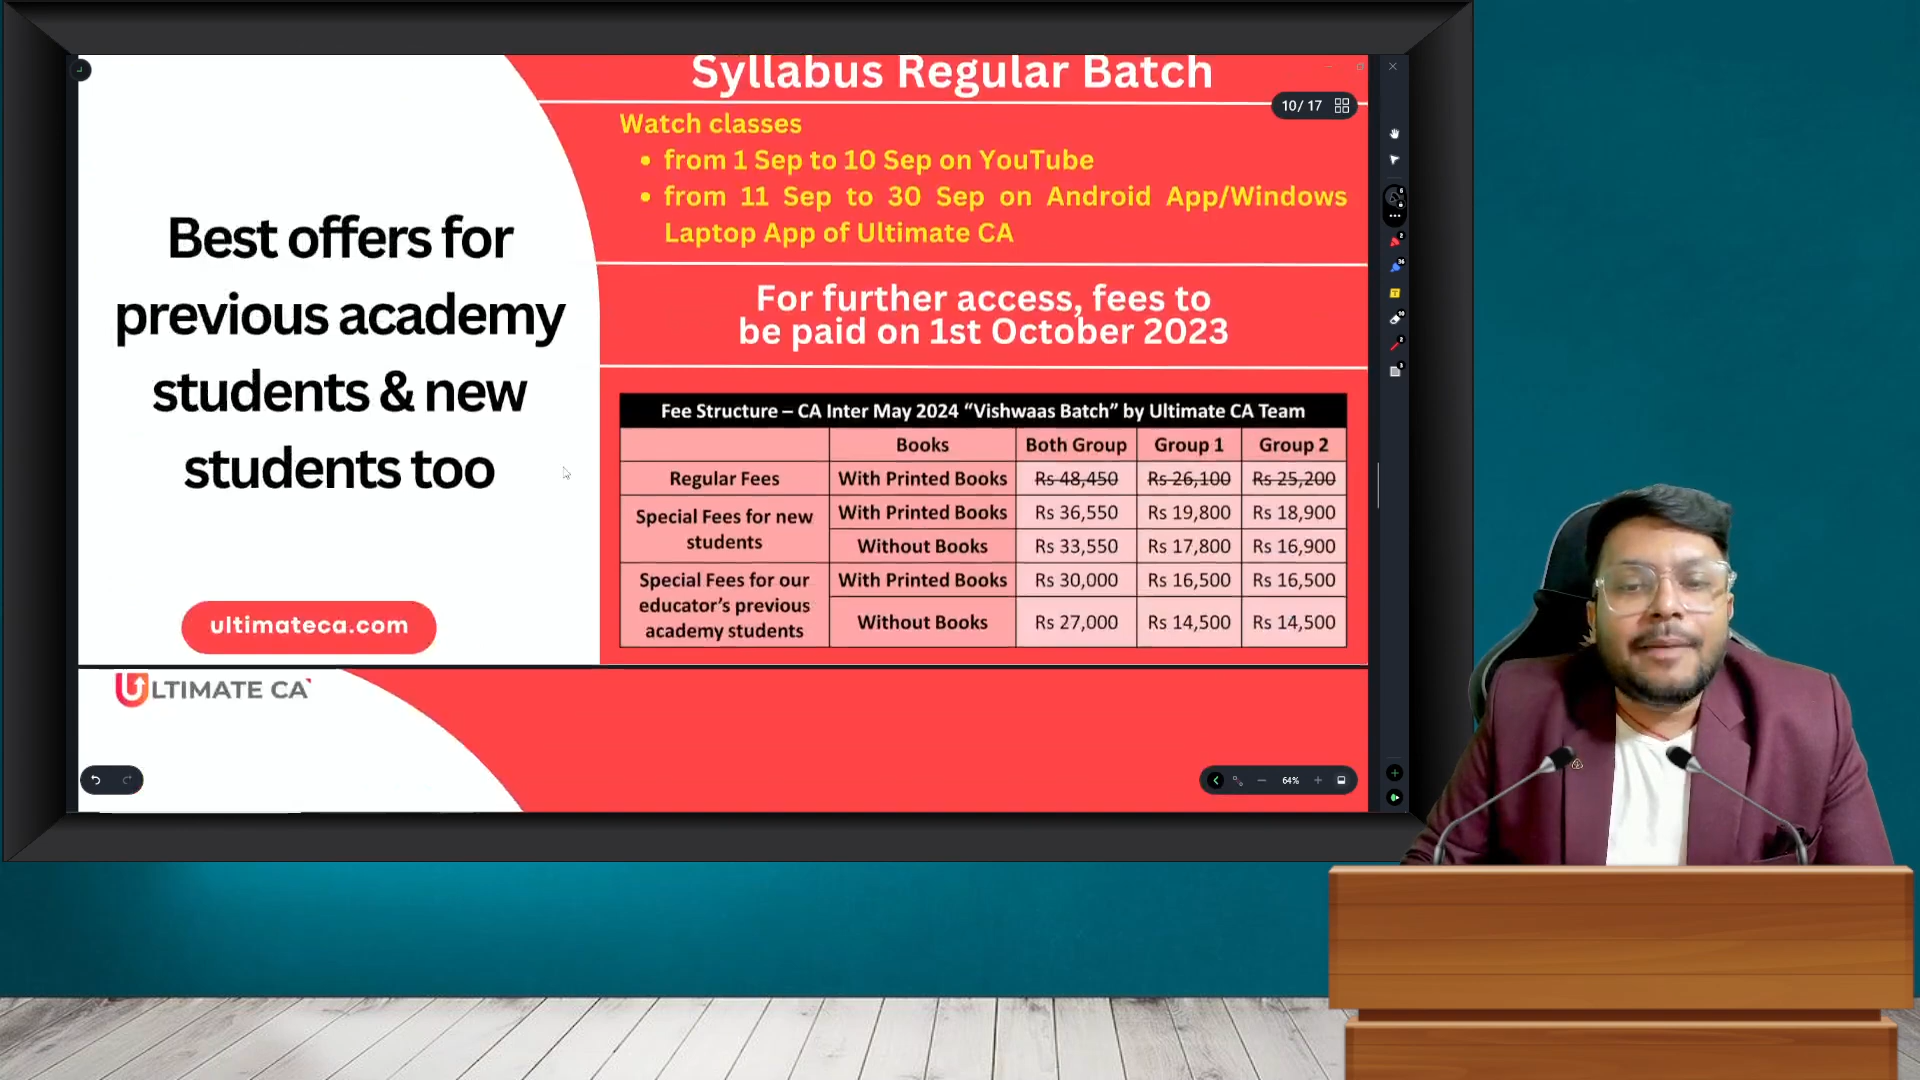 Syllabus Regular Batch
10/ 17
Watch classes
• from 1 Sep to 10 Sep on YouTube
• from 11 Sep to 30 Sep on Android App/Windows
Laptop App of Ultimate CA
Best offers for
previous academy
students & new
students too
ultimateca.com
For further access, fees to
be paid on 1st October 2023
Fee Structure – CA Inter May 2024 “Vishwaas Batch” by Ultimate CA Team
Books Both Group Group 1 Group 2
Regular Fees With Printed Books Rs 48,450 Rs 26,100 Rs 25,200
Special Fees for new
students
With Printed Books Rs 36,550 Rs 19,800 Rs 18,900
Without Books Rs 33,550 Rs 17,800 Rs 16,900
Special Fees for our
educator’s previous
academy students
With Printed Books Rs 30,000 Rs 16,500 Rs 16,500
Without Books Rs 27,000 Rs 14,500 Rs 14,500
ULTIMATE CA
64%